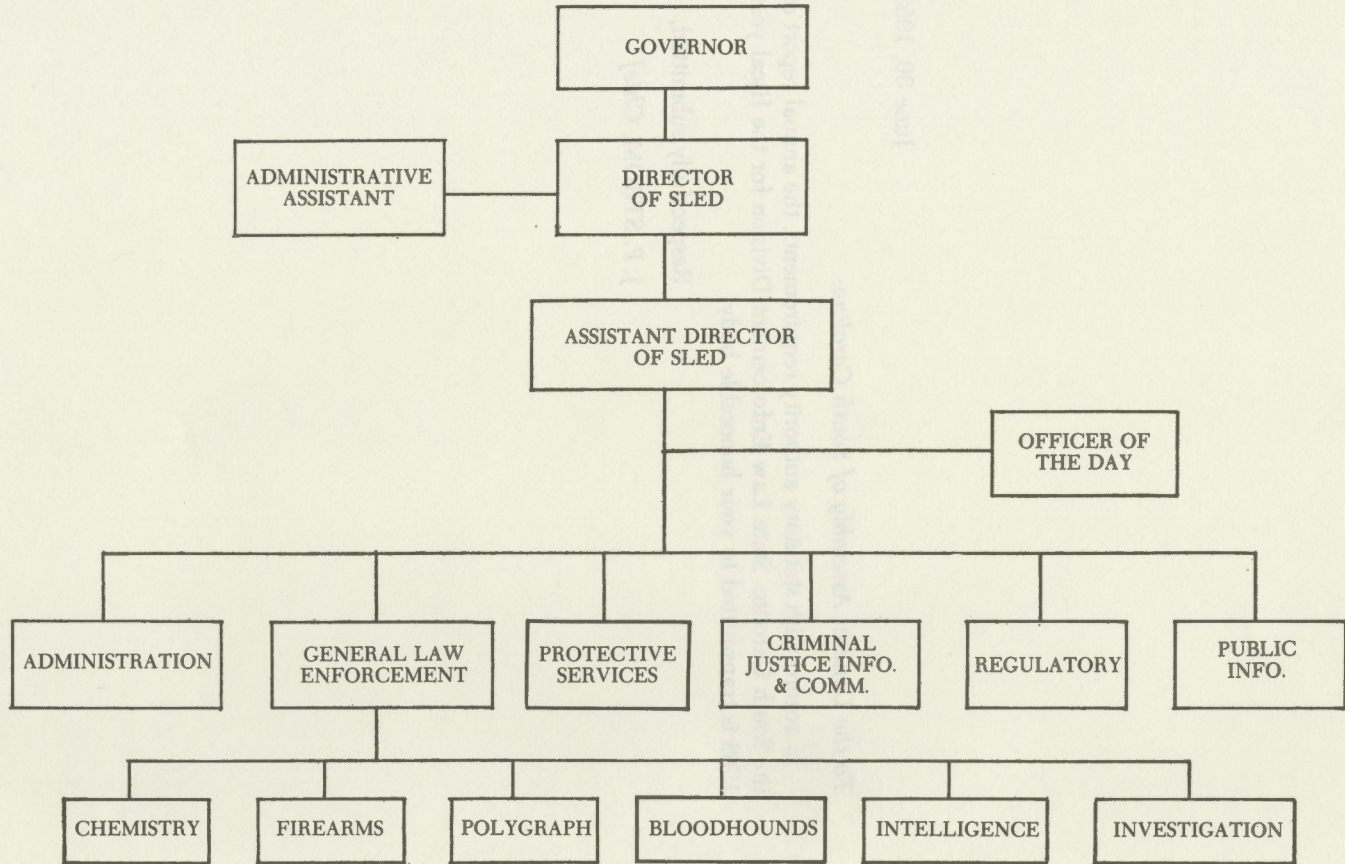 GOVERNOR
ADMINISTRATIVE
ASSISTANT
DIRECTOR
OF SLED
ASSISTANT DIRECTOR
OF SLED
OFFICER OF
THE DAY
ADMINISTRATION
GENERAL LAW
ENFORCEMENT
PROTECTIVE
SERVICES
CRIMINAL
JUSTICE INFO.
& COMM.
REGULATORY
PUBLIC
INFO.
CHEMISTRY
FIREARMS
POLYGRAPH
BLOODHOUNDS
INTELLIGENCE
INVESTIGATION